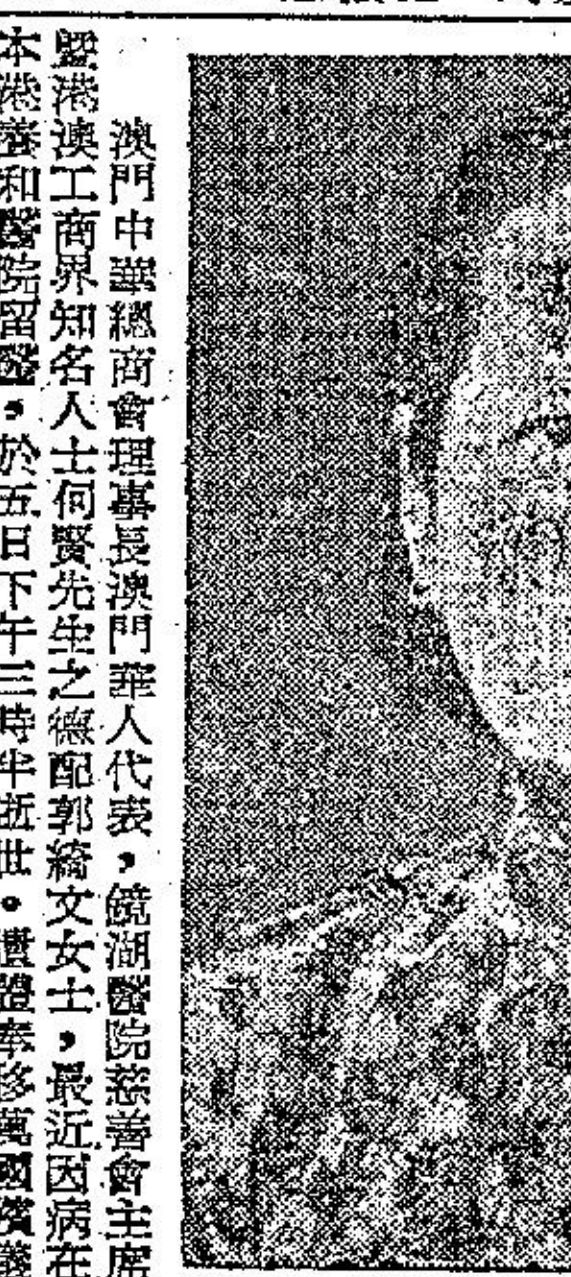 澳門中華總商會理事長澳門華人代表，鏡湖醫院慈善會主席
暨港澳工商界知名人士何賢先生之德配郭綺文女士，最近因病在
本港養和醫院留醫，於五日下午三時半逝世。遺體奉移萬國殯儀